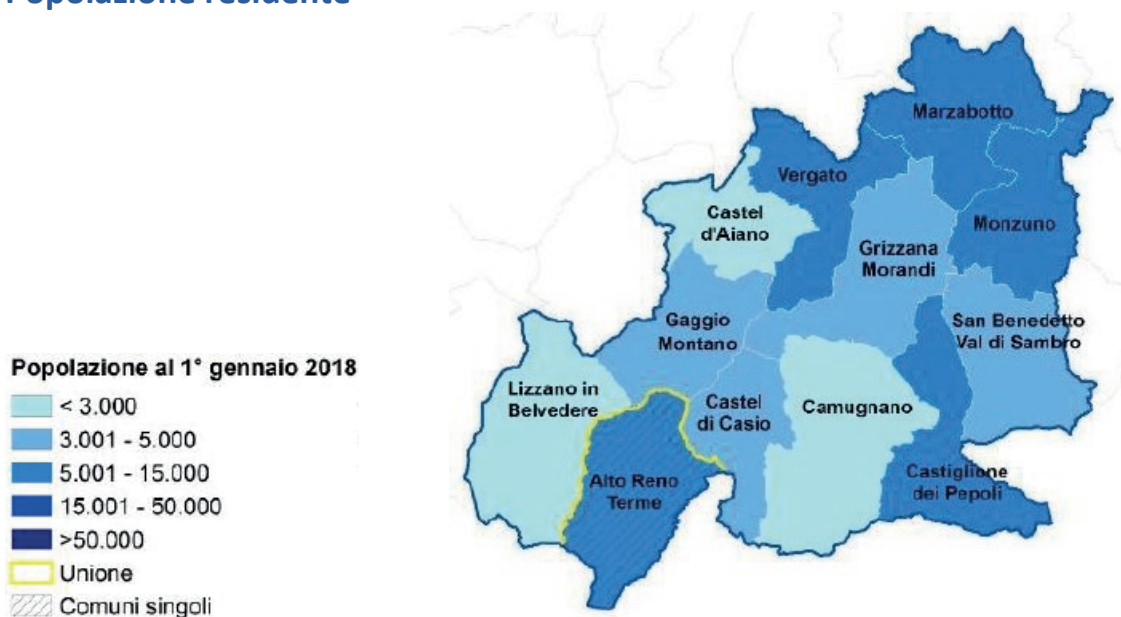 Popolazione residente
Marzabotto
Vergato
Castel
d'Aiano
Monzuno
Grizzana
Morandi
Gaggio
Montano
San Benedetto
Val di Sambro
Lizzano in
Belvedere
Castel
di Casio
Camugnano
Alto Reno
Terme
Castiglione
dei Pepoli
Popolazione al 1° gennaio 2018
< 3.000
3.001 - 5.000
5.001 - 15.000
15.001 - 50.000
>50.000
Unione
Comuni singoli